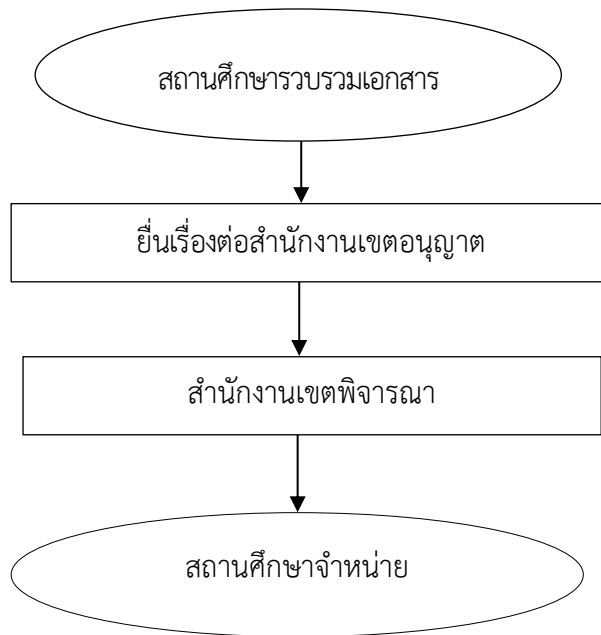 สถานศึกษารวบรวมเอกสาร
ยื่นเรื่องต่อสำนักงานเขตอนุญาต
สำนักงานเขตพิจารณา
สถานศึกษาจำหน่าย